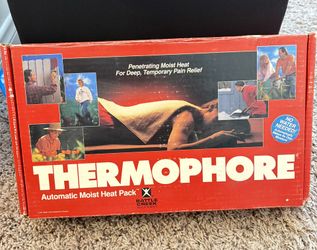 Penetrating Moist Heat
For Deep, Temporary Pain Relief
NO
WATER
NEEDED!
THERMOPHORE
Automatic Moist Heat Pack
BATTLE
CREEK